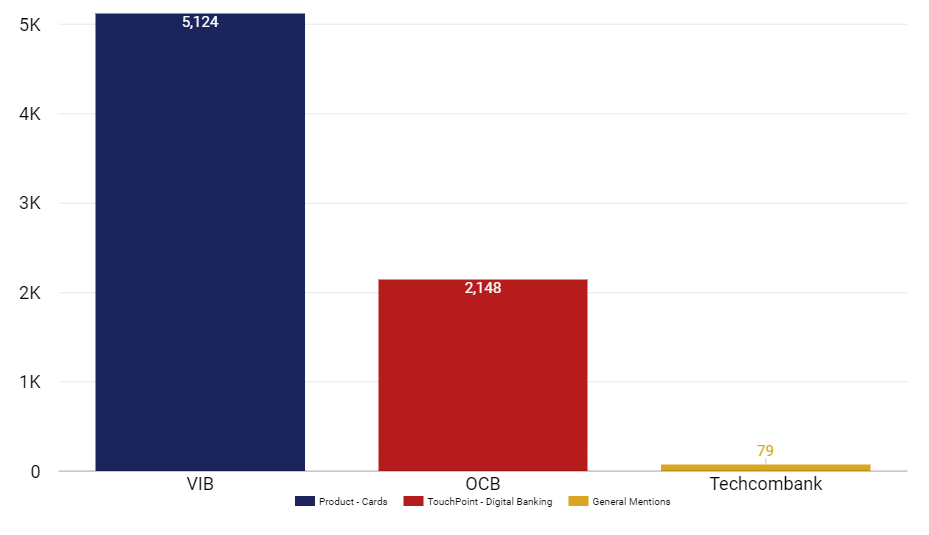 5K
5,124
4K
3K
2K
2,148
1K
79
0
VIB OCB Techcombank
Product - Cards TouchPoint - Digital Banking General Mentions